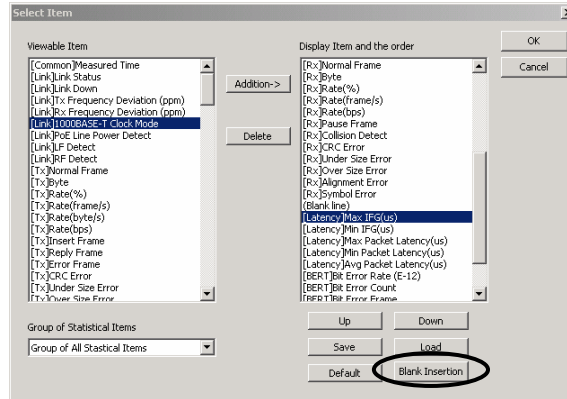 Select Item
Viewable Item
[Common]Measured Time
[Link]Link Status
[Link]Link Down
[Link]Tx Frequency Deviation (ppm)
[Link]Rx Frequency Deviation (ppm)
[Link]1000BASE-T Clock Mode
[Link]PoE Line Power Detect
[Link]LF Detect
[Link]RF Detect
[Tx]Normal Frame
[Tx]Byte
[Tx]Rate(%)
[Tx]Rate(frame/s)
[Tx]Rate(byte/s)
[Tx]Rate(bps)
[Tx]Insert Frame
[Tx]Reply Frame
[Tx]Error Frame
[Tx]CRC Error
[Tx]Under Size Error
[Tx]Over Size Error
Group of Statistical Items
Group of All Stastical Items
Addition->
Delete
Display Item and the order
[Rx]Normal Frame
[Rx]Byte
[Rx]Rate(%)
[Rx]Rate(frame/s)
[Rx]Rate(bps)
[Rx]Pause Frame
[Rx]Collision Detect
[Rx]CRC Error
[Rx]Under Size Error
[Rx]Over Size Error
[Rx]Alignment Error
[Rx]Symbol Error
(Blank line)
[Latency]Max IFG(us)
[Latency]Min IFG(us)
[Latency]Max Packet Latency(us)
[Latency]Min Packet Latency(us)
[Latency]Avg Packet Latency(us)
[BERT]Bit Error Rate (E-12)
[BERT]Bit Error Count
[BERT]Bit Error Frame
Up
Down
Save
Load
Default
Blank Insertion
OK
Cancel